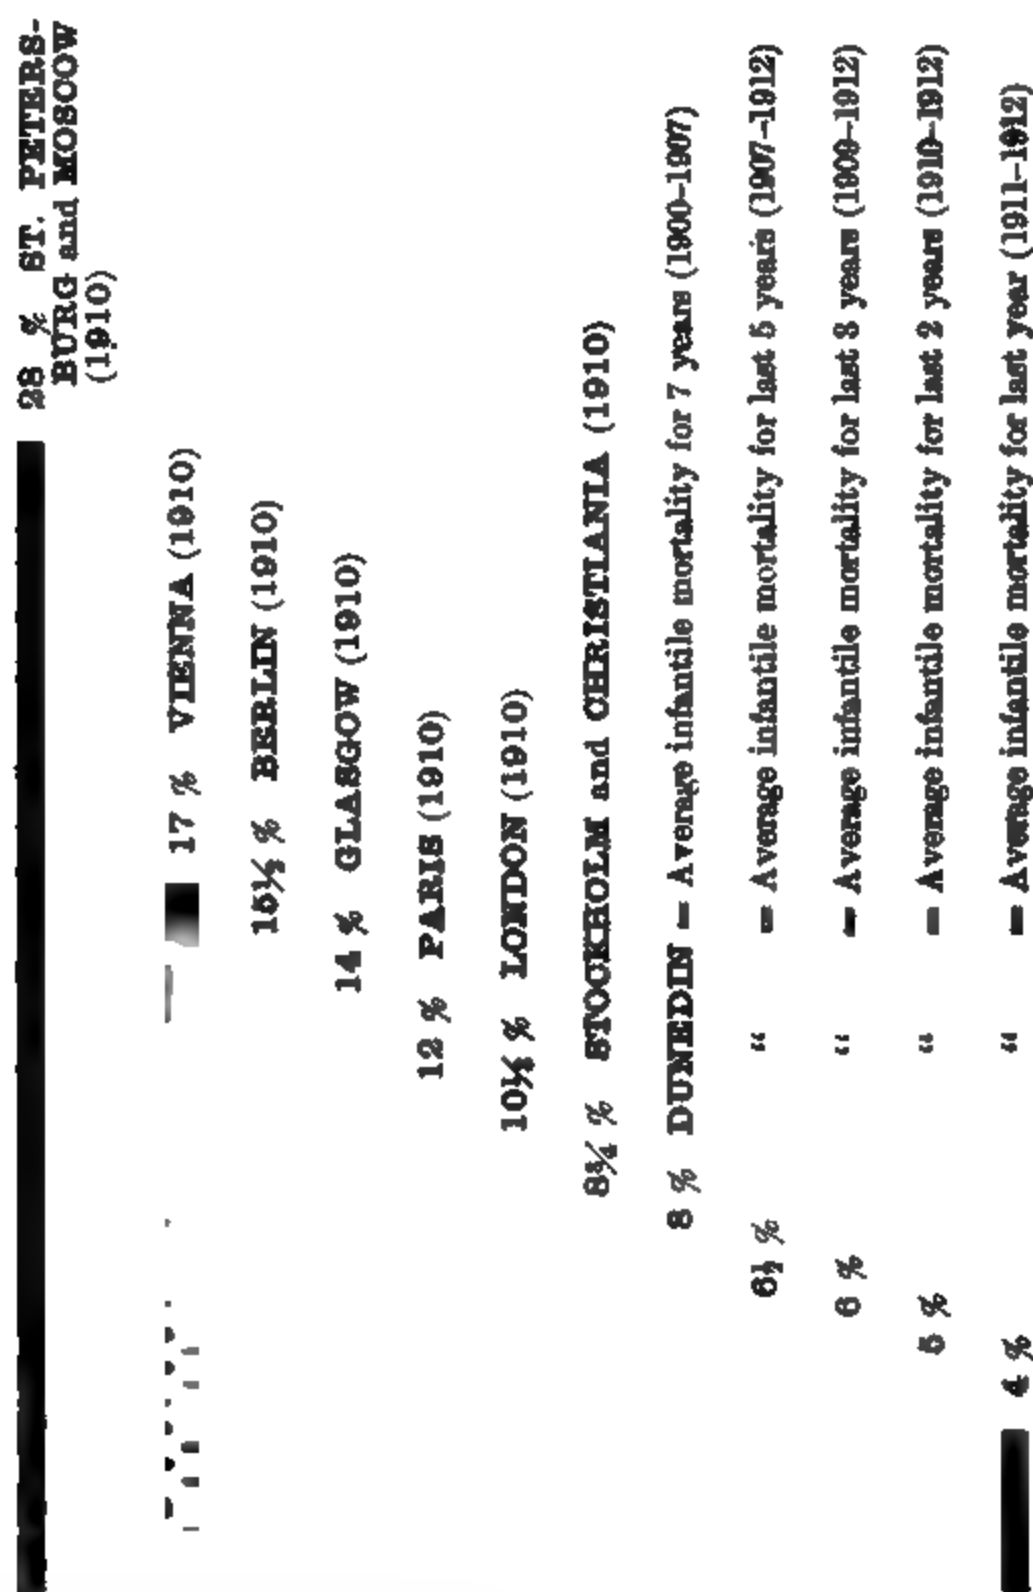 28 % ST. PETERS-
BURG and MOSCOW
(1910)
17 % VIENNA (1910)
15½ % BERLIN (1910)
14 % GLASGOW (1910)
12 % PARIS (1910)
10½ % LONDON (1910)
8¾ % STOCKHOLM and CHRISTIANIA (1910)
8 % DUNEDIN — Average infantile mortality for 7 years (1900–1907)
6½ % " — Average infantile mortality for last 5 years (1907–1912)
6 % " — Average infantile mortality for last 3 years (1909–1912)
5 % " — Average infantile mortality for last 2 years (1910–1912)
4 % " — Average infantile mortality for last year (1911–1912)